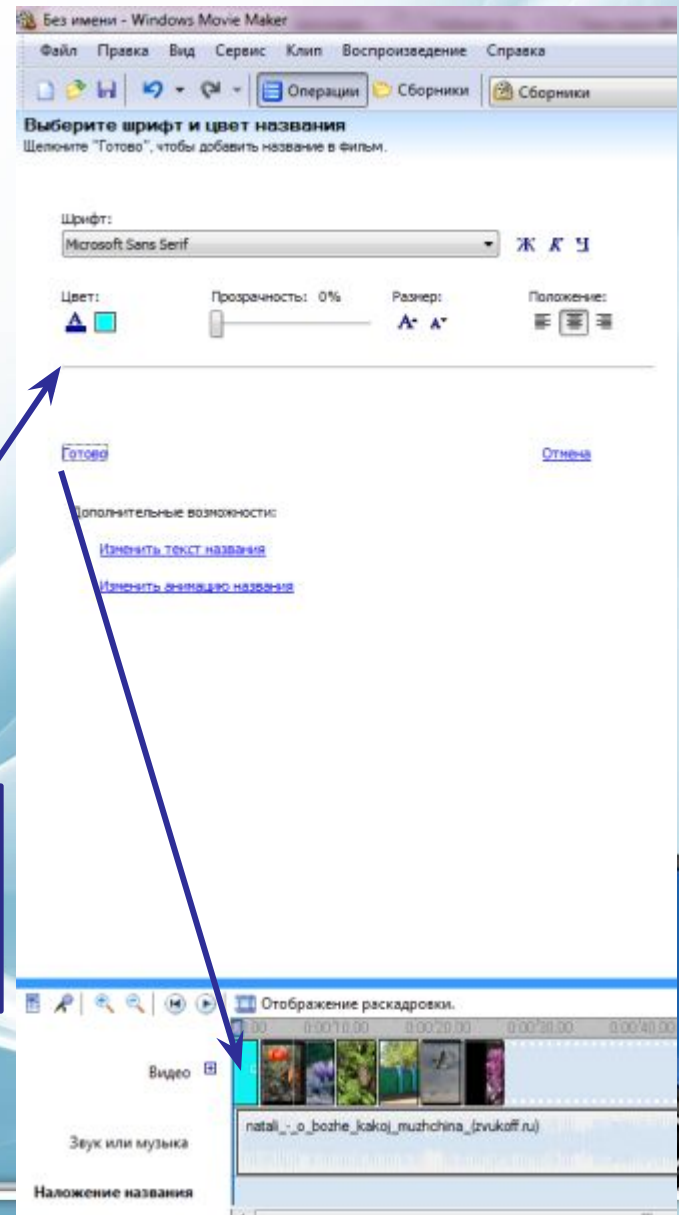 Без имени - Windows Movie Maker
Файл Правка Вид Сервис Клип Воспроизведение Справка
Операции Сборники Сборники
Выберите шрифт и цвет названия
Щелкните "Готово", чтобы добавить название в фильм.
Шрифт:
Microsoft Sans Serif Ж К Ч
Цвет: Прозрачность: 0% Размер: Положение:
Готово Отмена
Дополнительные возможности:
Изменить текст названия
Изменить анимацию названия
Отображение раскадровки.
0:00'10,00 0:00'20,00 0:00'30,00 0:00'40,00
Видео
natali_-_o_bozhe_kakoj_muzhchina_(zvukoff.ru)
Звук или музыка
Наложение названия